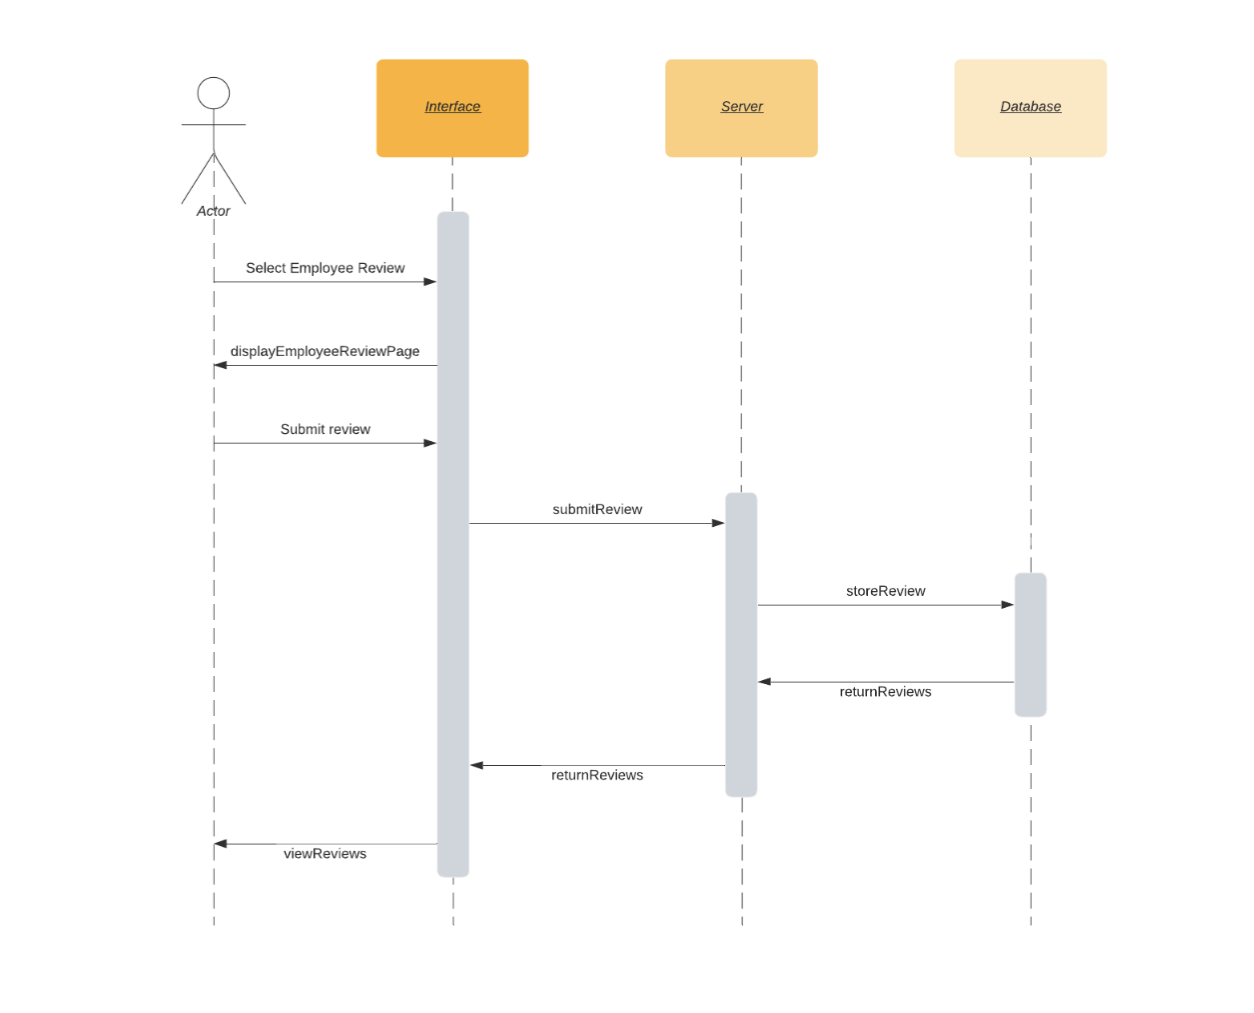 Interface
Server
Database
Actor
Select Employee Review
displayEmployeeReviewPage
Submit review
submitReview
storeReview
returnReviews
returnReviews
viewReviews